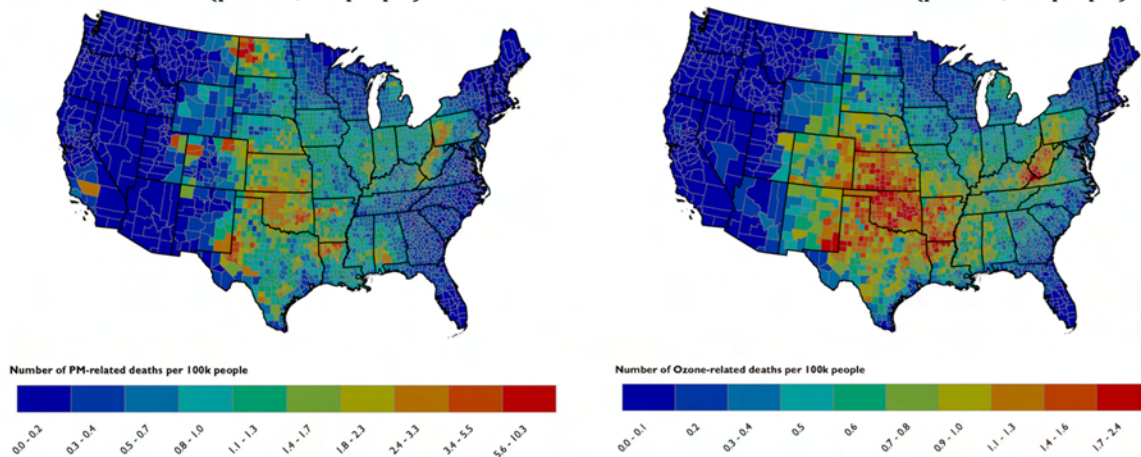 Number of PM-related deaths per 100k people
0.0 - 0.2
0.3 - 0.4
0.5 - 0.7
0.8 - 1.0
1.1 - 1.3
1.4 - 1.7
1.8 - 2.3
2.4 - 3.3
3.4 - 5.5
5.6 - 10.3
Number of Ozone-related deaths per 100k people
0.0 - 0.1
0.2
0.3 - 0.4
0.5
0.6
0.7 - 0.8
0.9 - 1.0
1.1 - 1.3
1.4 - 1.6
1.7 - 2.4